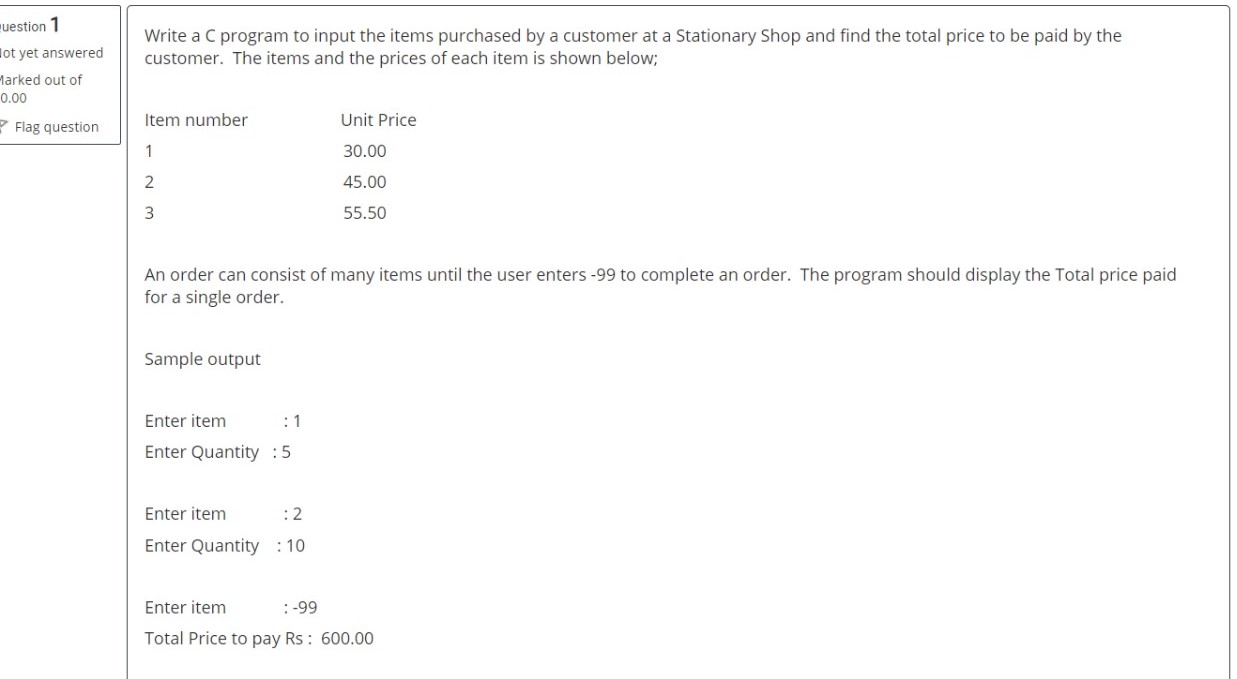 uestion 1
ot yet answered
Marked out of
0.00
Flag question
Write a C program to input the items purchased by a customer at a Stationary Shop and find the total price to be paid by the
customer. The items and the prices of each item is shown below;
Item number Unit Price
1 30.00
2 45.00
3 55.50
An order can consist of many items until the user enters -99 to complete an order. The program should display the Total price paid
for a single order.
Sample output
Enter item : 1
Enter Quantity : 5
Enter item : 2
Enter Quantity : 10
Enter item : -99
Total Price to pay Rs : 600.00